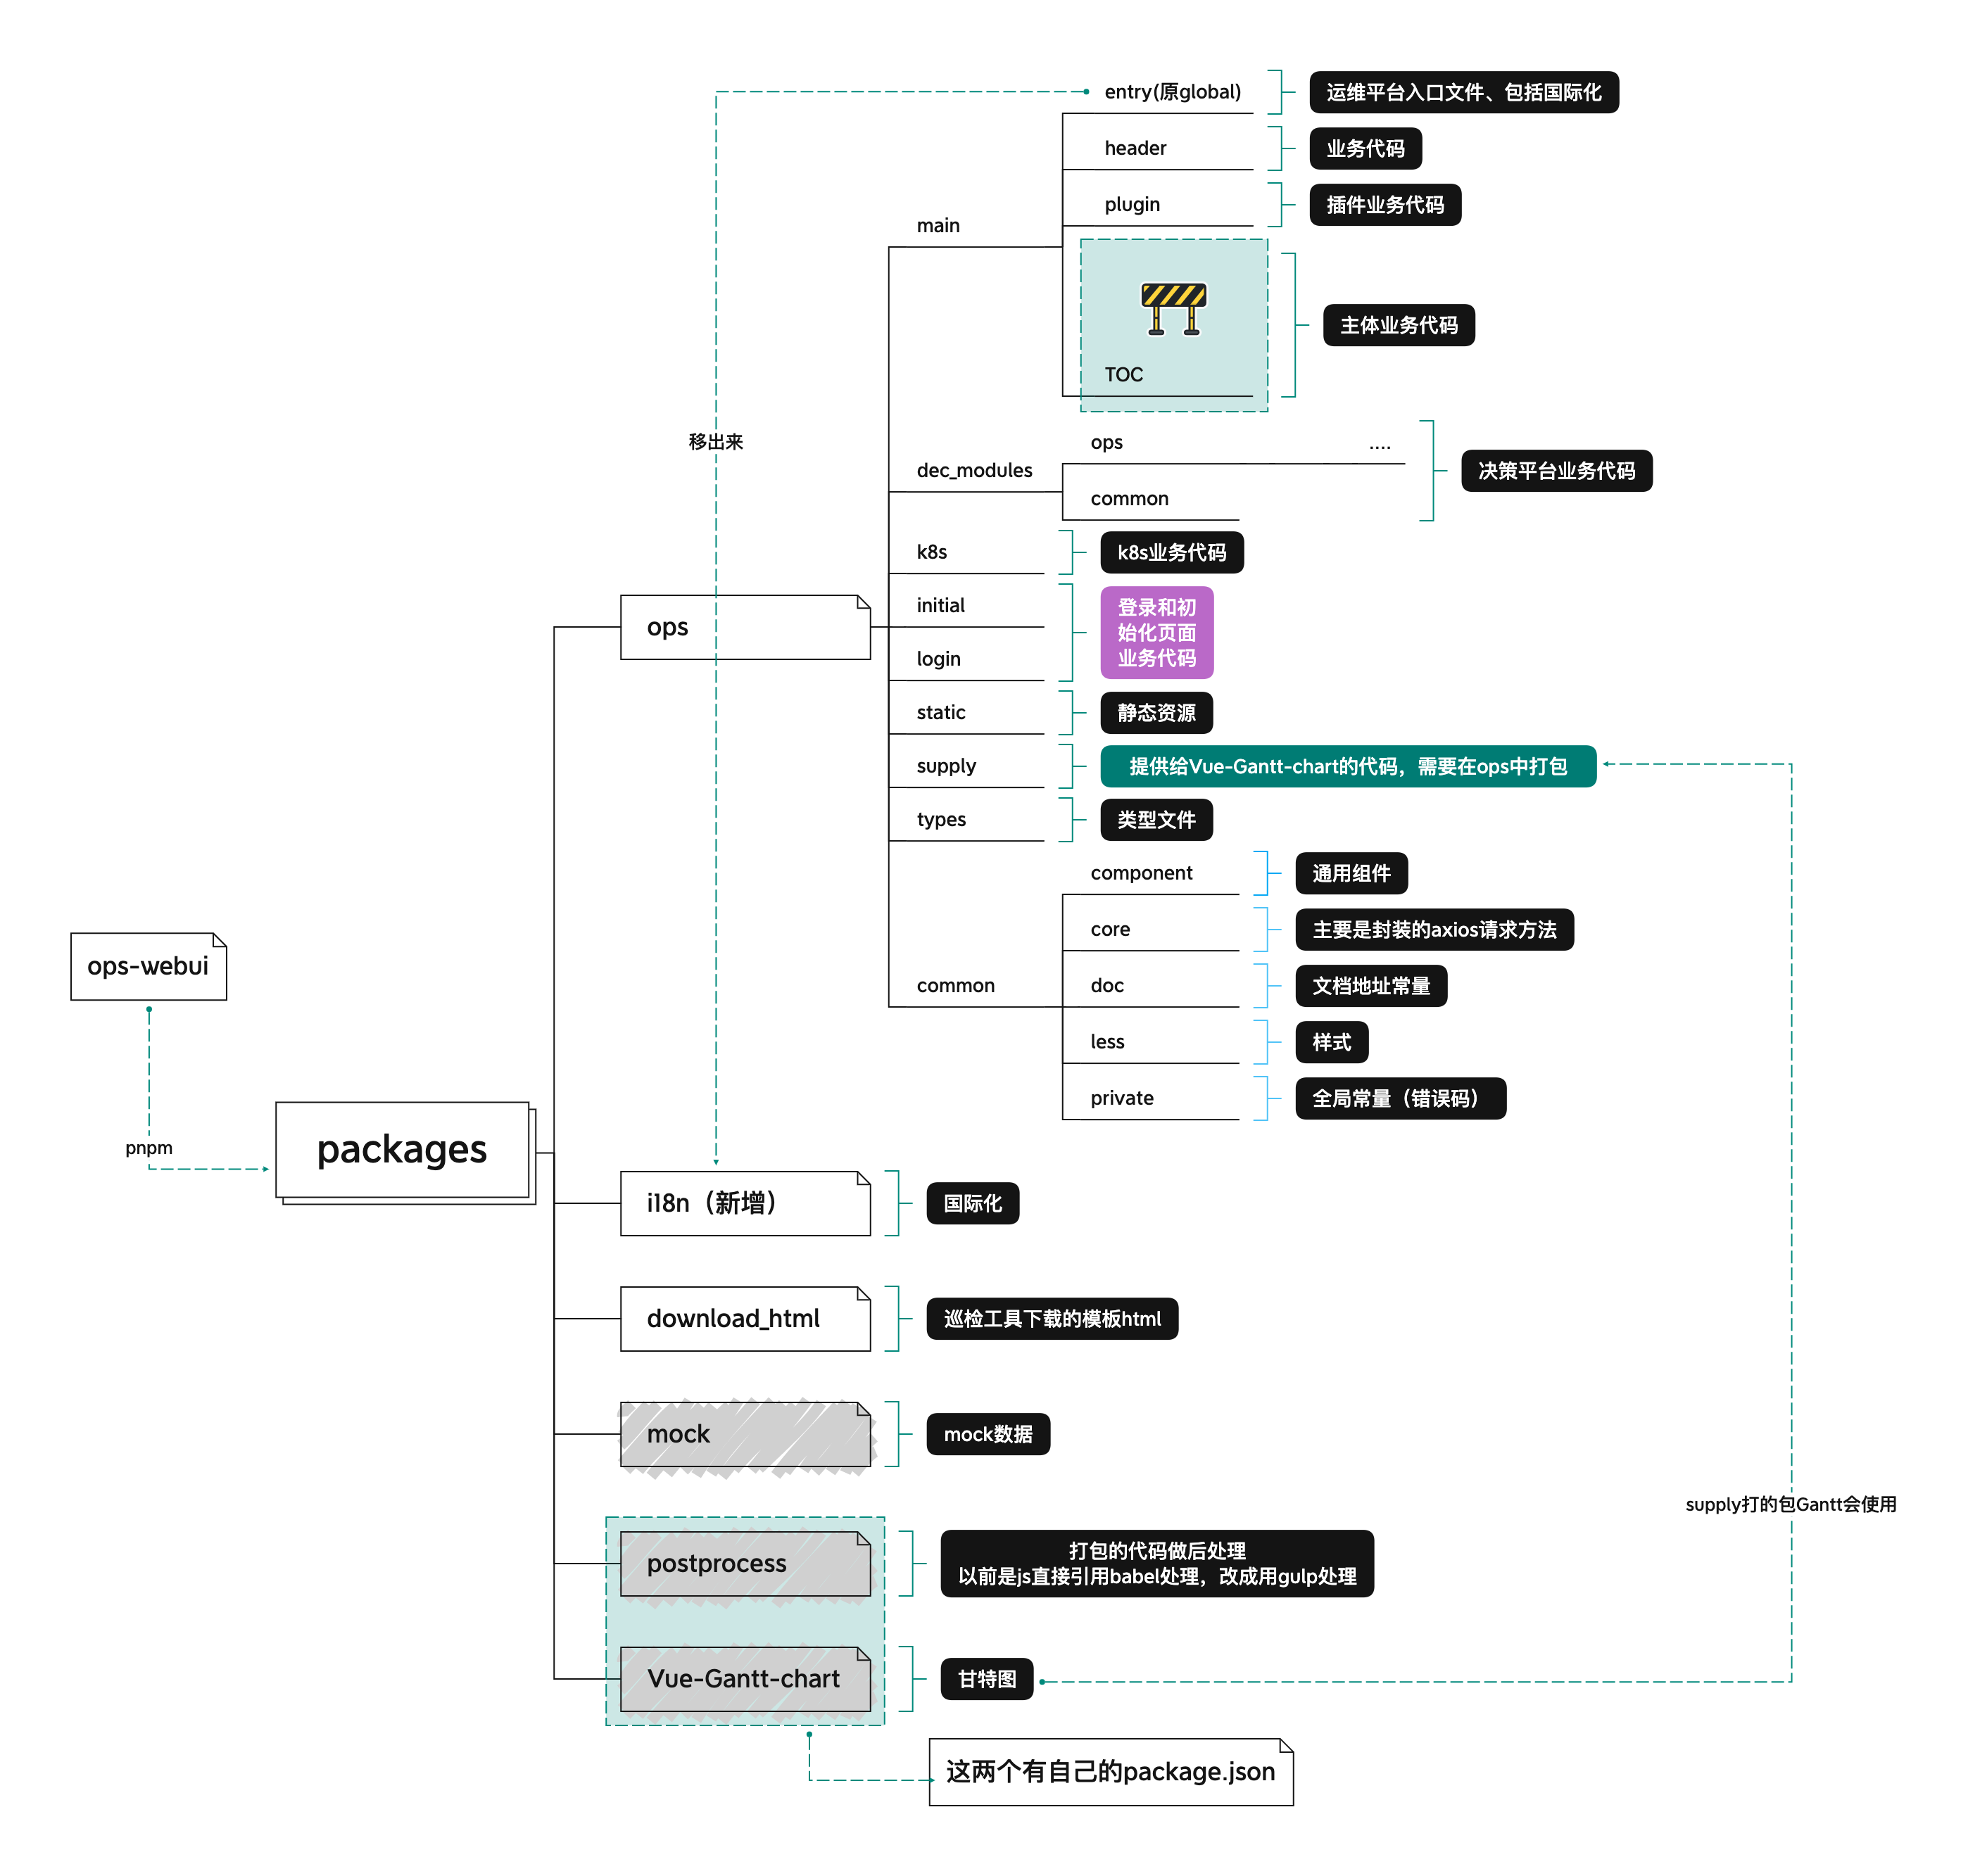 entry(原global)
运维平台入口文件、包括国际化
header
业务代码
plugin
插件业务代码
main
主体业务代码
TOC
移出来
ops
....
dec_modules
决策平台业务代码
common
k8s
k8s业务代码
initial
登录和初
始化页面
业务代码
ops
login
static
静态资源
supply
提供给Vue-Gantt-chart的代码，需要在ops中打包
types
类型文件
component
通用组件
core
主要是封装的axios请求方法
ops-webui
common
doc
文档地址常量
less
样式
private
全局常量（错误码）
pnpm
packages
i18n（新增）
国际化
download_html
巡检工具下载的模板html
mock
mock数据
supply打的包Gantt会使用
postprocess
打包的代码做后处理
以前是js直接引用babel处理，改成用gulp处理
Vue-Gantt-chart
甘特图
这两个有自己的package.json